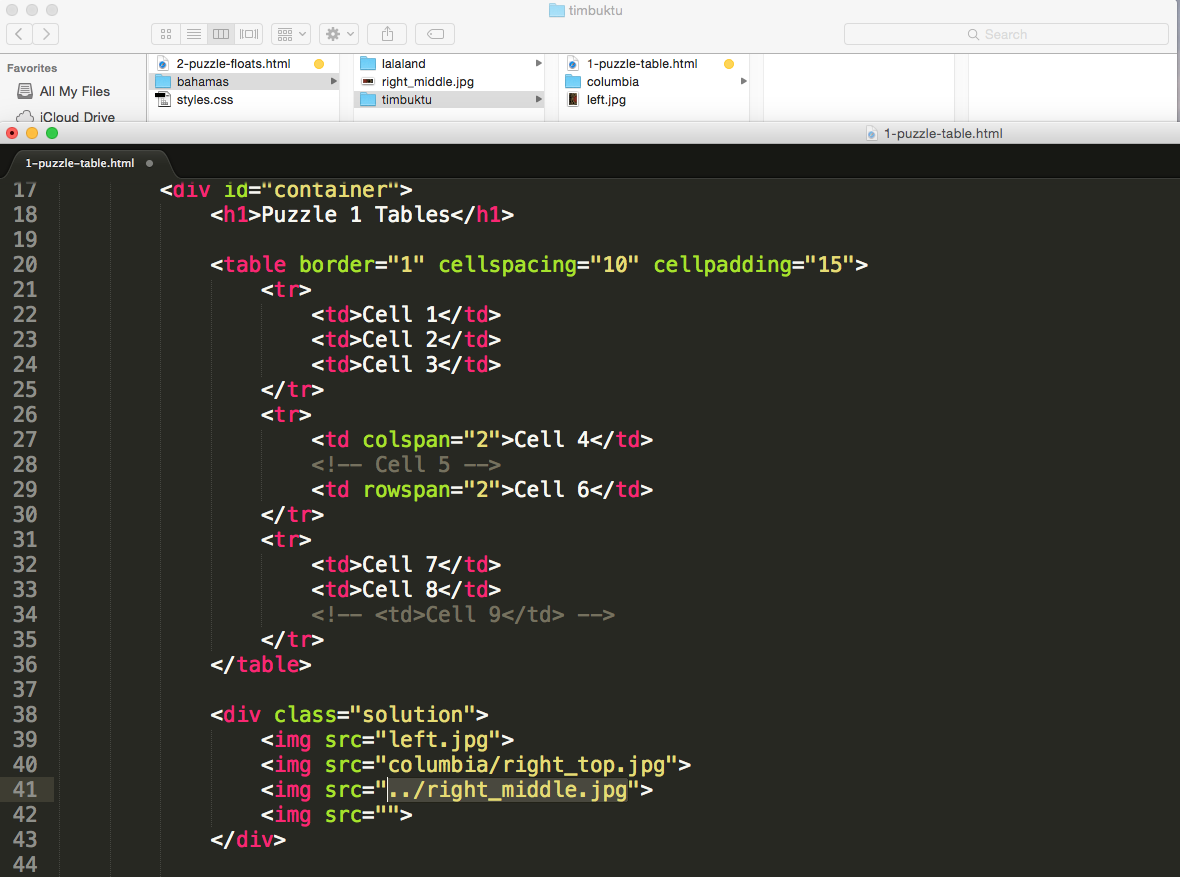 timbuktu
Search
Favorites
All My Files
iCloud Drive
2-puzzle-floats.html
bahamas
styles.css
lalaland
right_middle.jpg
timbuktu
1-puzzle-table.html
columbia
left.jpg
1-puzzle-table.html
1-puzzle-table.html
17 <div id="container">
18 <h1>Puzzle 1 Tables</h1>
19
20 <table border="1" cellspacing="10" cellpadding="15">
21 <tr>
22 <td>Cell 1</td>
23 <td>Cell 2</td>
24 <td>Cell 3</td>
25 </tr>
26 <tr>
27 <td colspan="2">Cell 4</td>
28 <!-- Cell 5 -->
29 <td rowspan="2">Cell 6</td>
30 </tr>
31 <tr>
32 <td>Cell 7</td>
33 <td>Cell 8</td>
34 <!-- <td>Cell 9</td> -->
35 </tr>
36 </table>
37
38 <div class="solution">
39 <img src="left.jpg">
40 <img src="columbia/right_top.jpg">
41 <img src="../right_middle.jpg">
42 <img src="">
43 </div>
44